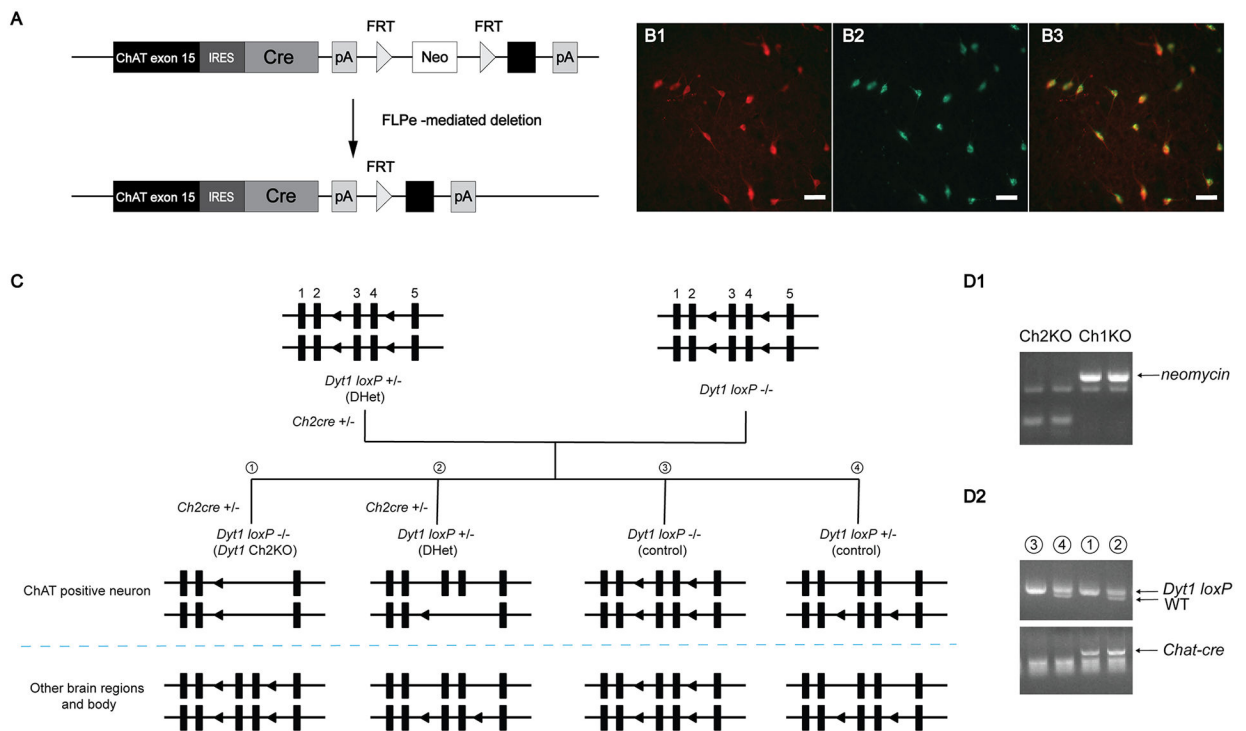 A
FRT
FRT
ChAT exon 15
IRES
Cre
pA
Neo
pA
FLPe -mediated deletion
FRT
ChAT exon 15
IRES
Cre
pA
pA
B1
B2
B3
C
1 2 3 4 5
1 2 3 4 5
Dyt1 loxP +/-
(DHet)
Dyt1 loxP -/-
Ch2cre +/-
①
②
③
④
Ch2cre +/-
Ch2cre +/-
Dyt1 loxP -/-
(Dyt1 Ch2KO)
Dyt1 loxP +/-
(DHet)
Dyt1 loxP -/-
(control)
Dyt1 loxP +/-
(control)
ChAT positive neuron
Other brain regions
and body
D1
Ch2KO Ch1KO
neomycin
D2
③ ④ ① ②
Dyt1 loxP
WT
Chat-cre